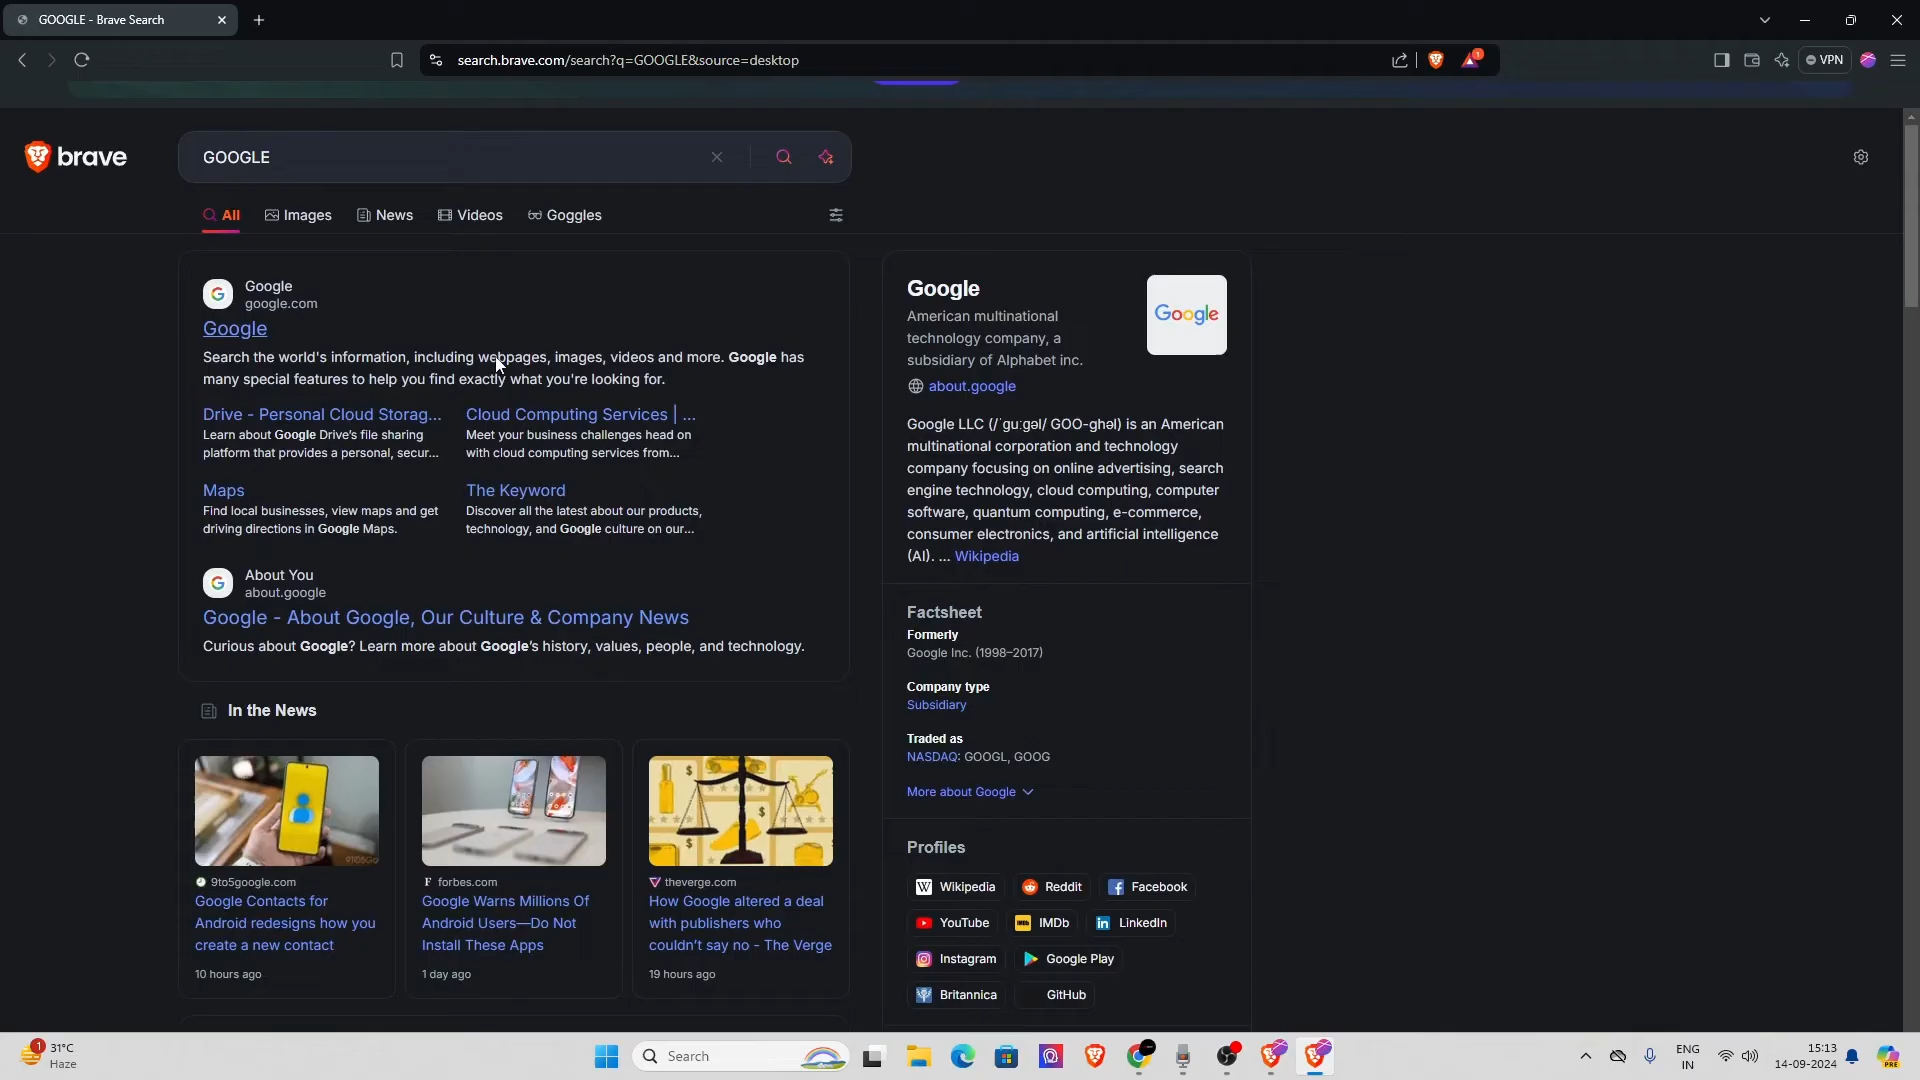 GOOGLE - Brave Search
search.brave.com/search?q=GOOGLE&source=desktop
1
VPN
brave
GOOGLE
All
Images
News
Videos
Goggles
Google
google.com
Google
Search the world's information, including webpages, images, videos and more. Google has
many special features to help you find exactly what you're looking for.
Drive - Personal Cloud Storag...
Learn about Google Drive's file sharing
platform that provides a personal, secur...
Cloud Computing Services | ...
Meet your business challenges head on
with cloud computing services from...
Maps
Find local businesses, view maps and get
driving directions in Google Maps.
The Keyword
Discover all the latest about our products,
technology, and Google culture on our...
About You
about.google
Google - About Google, Our Culture & Company News
Curious about Google? Learn more about Google's history, values, people, and technology.
In the News
9to5google.com
Google Contacts for
Android redesigns how you
create a new contact
10 hours ago
forbes.com
Google Warns Millions Of
Android Users—Do Not
Install These Apps
1 day ago
theverge.com
How Google altered a deal
with publishers who
couldn't say no - The Verge
19 hours ago
Google
American multinational
technology company, a
subsidiary of Alphabet inc.
about.google
Google
Google LLC (/ˈɡuːɡəl/ GOO-ghəl) is an American
multinational corporation and technology
company focusing on online advertising, search
engine technology, cloud computing, computer
software, quantum computing, e-commerce,
consumer electronics, and artificial intelligence
(AI). ... Wikipedia
Factsheet
Formerly
Google Inc. (1998–2017)
Company type
Subsidiary
Traded as
NASDAQ: GOOGL, GOOG
More about Google
Profiles
Wikipedia
Reddit
Facebook
YouTube
IMDb
LinkedIn
Instagram
Google Play
Britannica
GitHub
1
31°C
Haze
Search
ENG
IN
15:13
14-09-2024
PRE